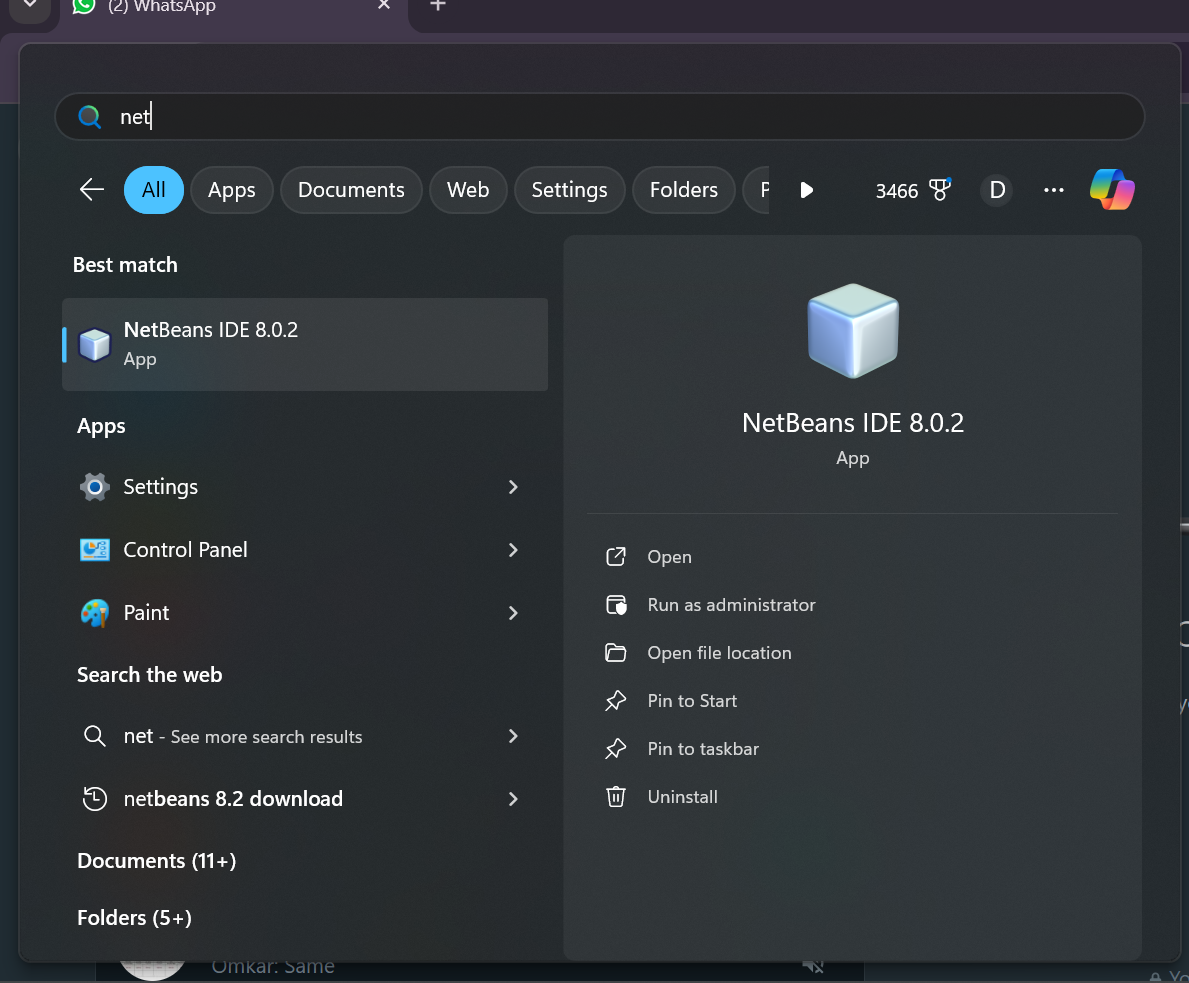 (2) WhatsApp
net
All
Apps
Documents
Web
Settings
Folders
3466
D
Best match
NetBeans IDE 8.0.2
App
Apps
Settings
Control Panel
Paint
Search the web
net - See more search results
netbeans 8.2 download
Documents (11+)
Folders (5+)
NetBeans IDE 8.0.2
App
Open
Run as administrator
Open file location
Pin to Start
Pin to taskbar
Uninstall
Omkar: Same